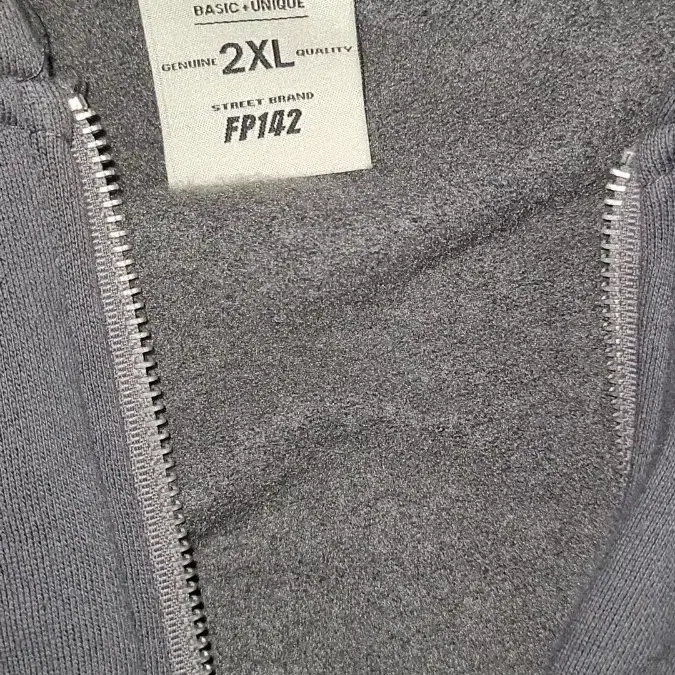 BASIC + UNIQUE
GENUINE 2XL QUALITY
STREET BRAND
FP142